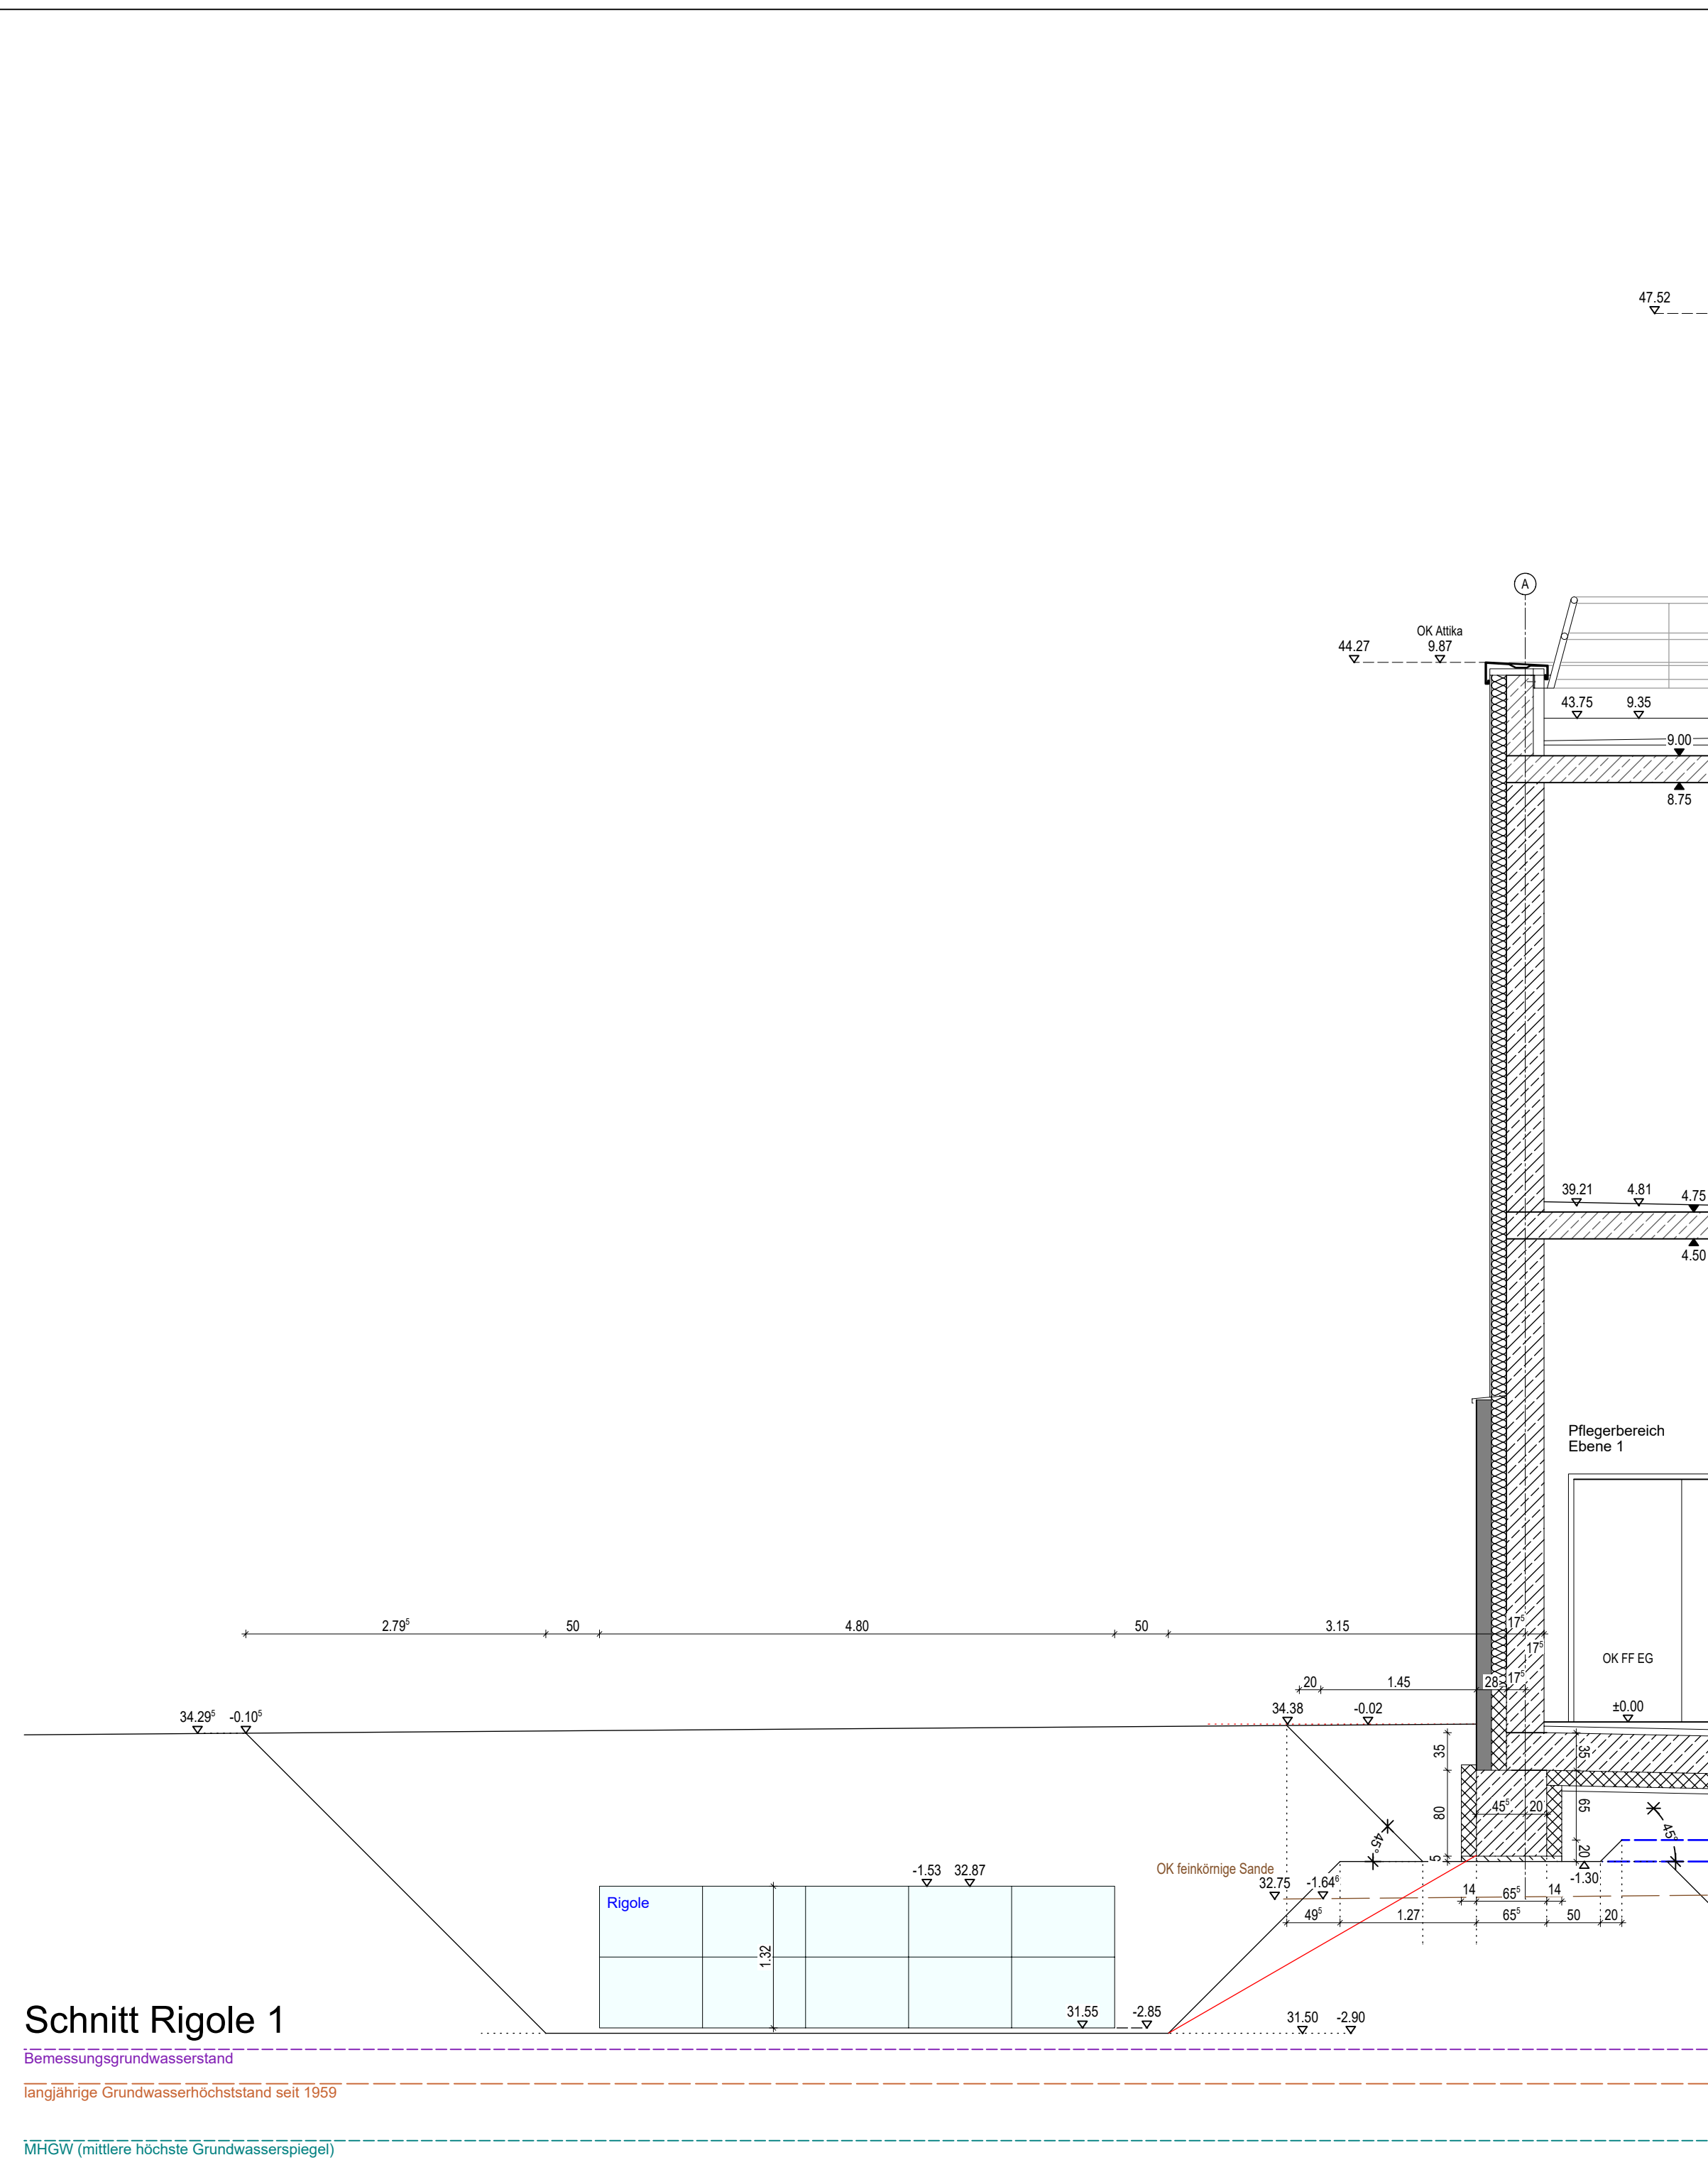 47.52
A
OK Attika
44.27 9.87
43.75 9.35
9.00
8.75
39.21 4.81 4.75
4.50
Pflegerbereich
Ebene 1
2.79⁵ 50 4.80 50 3.15 17⁵
17⁵
OK FF EG
20 1.45 28 17⁵
34.29⁵ -0.10⁵ 34.38 -0.02 ±0.00
35 35
80 45⁵ 20 65 45°
45°
5 20
OK feinkörnige Sande
-1.53 32.87 32.75 -1.64⁶ -1.30
14 65⁵ 14
Rigole
49⁵ 1.27 65⁵ 50 20
1.32
31.55 -2.85 31.50 -2.90
Schnitt Rigole 1
Bemessungsgrundwasserstand
langjährige Grundwasserhöchststand seit 1959
MHGW (mittlere höchste Grundwasserspiegel)